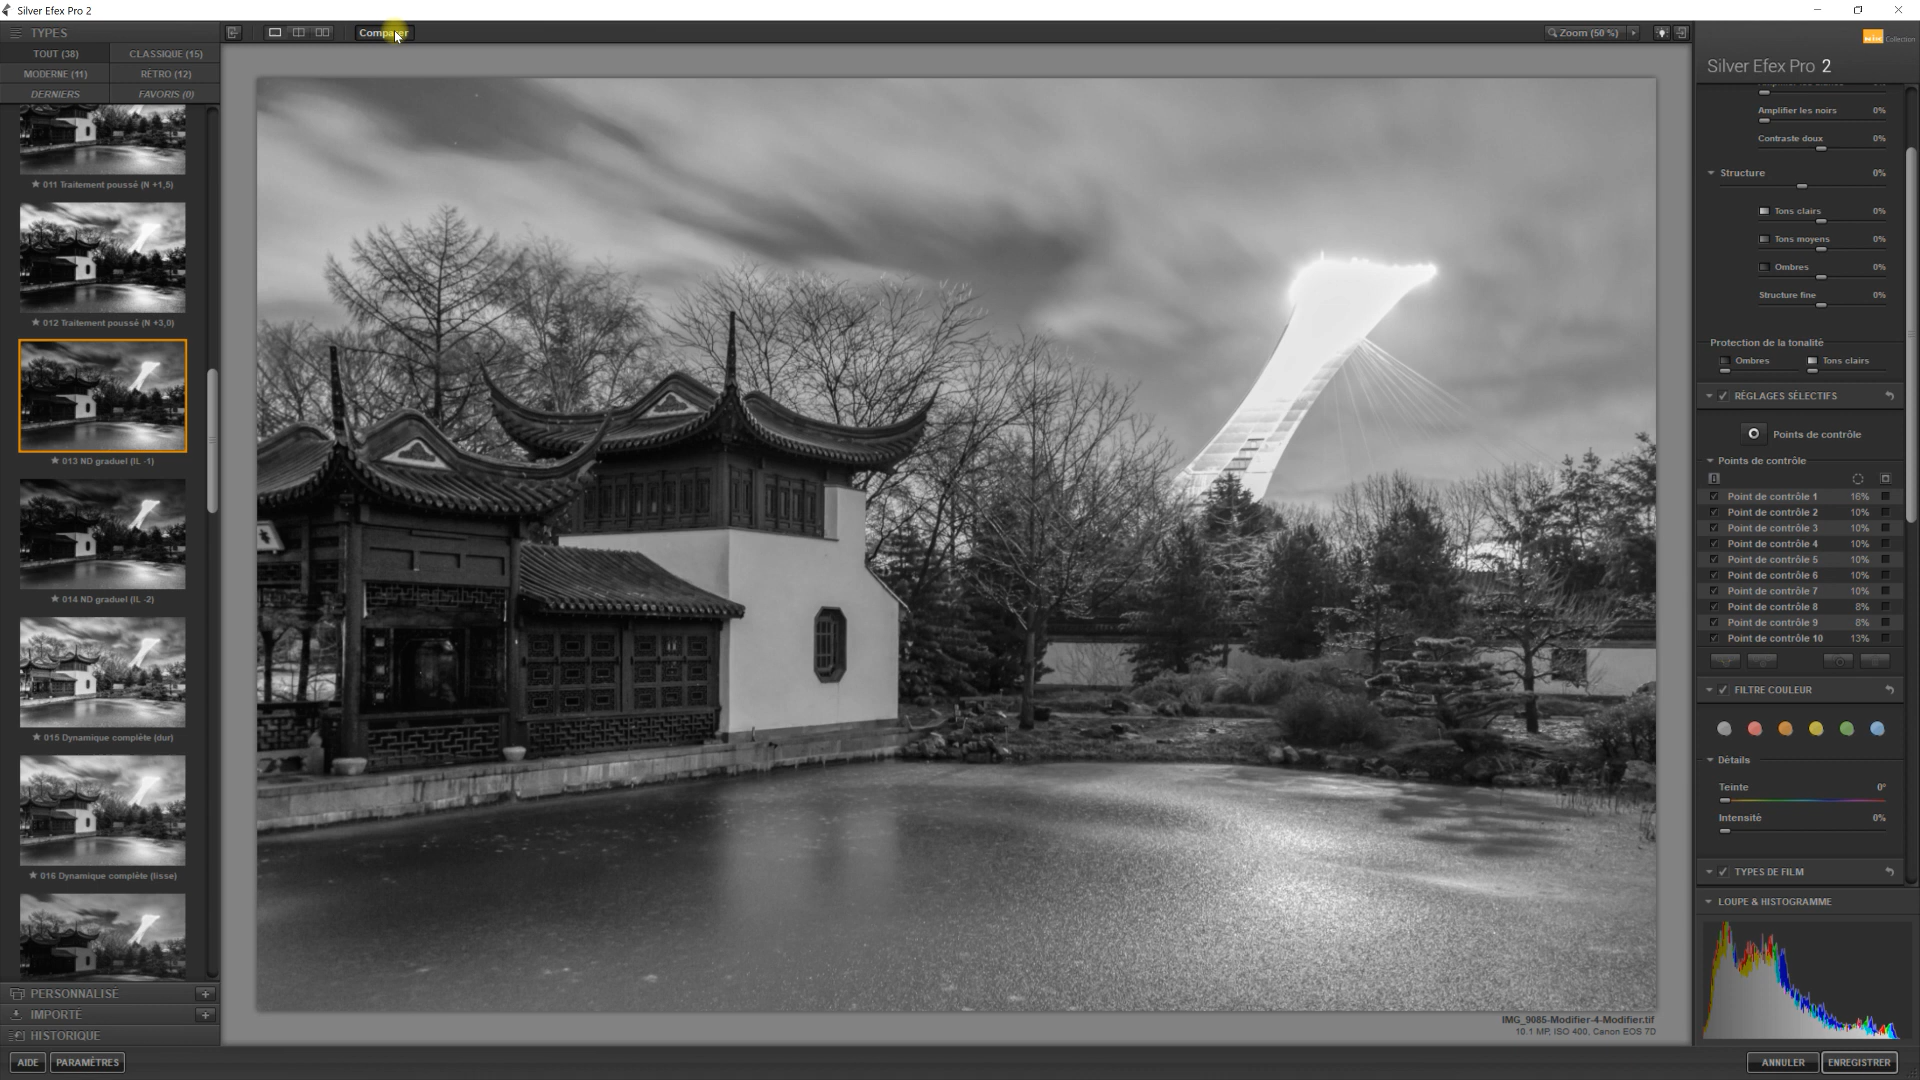 Silver Efex Pro 2
TYPES
TOUT (38)
CLASSIQUE (15)
MODERNE (11)
RÉTRO (12)
DERNIERS
FAVORIS (0)
011 Traitement poussé (N +1,5)
012 Traitement poussé (N +3,0)
013 ND graduel (IL -1)
014 ND graduel (IL -2)
015 Dynamique complète (dur)
016 Dynamique complète (lisse)
PERSONNALISÉ
IMPORTÉ
HISTORIQUE
AIDE
PARAMÈTRES
Comparer
Zoom (50 %)
IMG_9085-Modifier-4-Modifier.tif
10.1 MP, ISO 400, Canon EOS 7D
Collection
Silver Efex Pro 2
Amplifier les noirs 0%
Contraste doux 0%
Structure 0%
Tons clairs 0%
Tons moyens 0%
Ombres 0%
Structure fine 0%
Protection de la tonalité
Ombres
Tons clairs
RÉGLAGES SÉLECTIFS
Points de contrôle
Points de contrôle
Point de contrôle 1 16%
Point de contrôle 2 10%
Point de contrôle 3 10%
Point de contrôle 4 10%
Point de contrôle 5 10%
Point de contrôle 6 10%
Point de contrôle 7 10%
Point de contrôle 8 8%
Point de contrôle 9 8%
Point de contrôle 10 13%
FILTRE COULEUR
Détails
Teinte 0°
Intensité 0%
TYPES DE FILM
LOUPE & HISTOGRAMME
ANNULER
ENREGISTRER